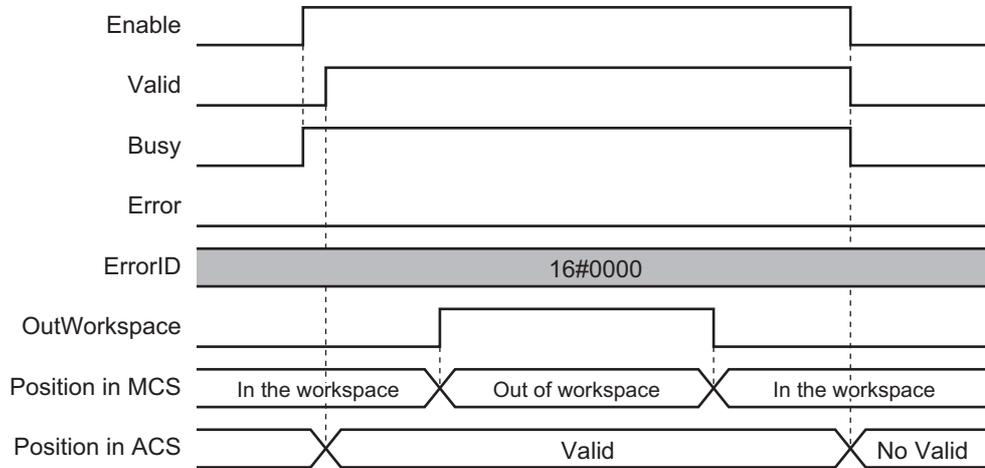 Enable
Valid
Busy
Error
ErrorID
16#0000
OutWorkspace
Position in MCS
In the workspace
Out of workspace
In the workspace
Position in ACS
Valid
No Valid